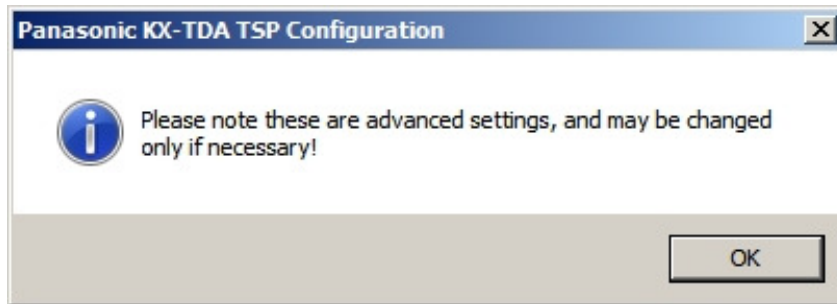 Panasonic KX-TDA TSP Configuration
Please note these are advanced settings, and may be changed
only if necessary!
OK